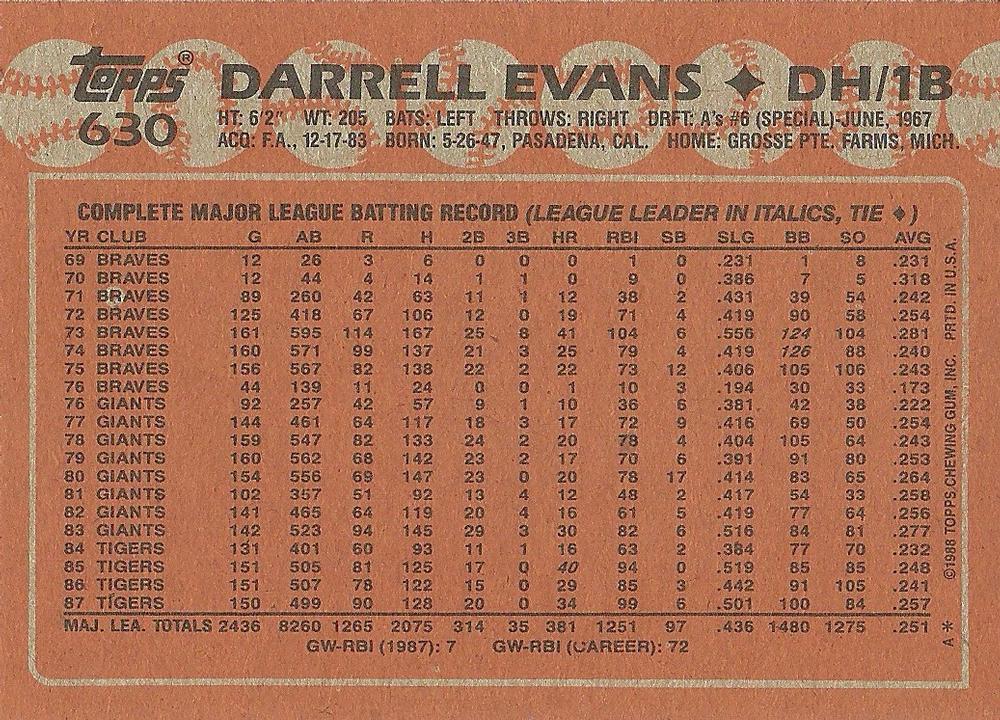 topps® DARRELL EVANS ✦ DH/1B
630 HT: 6'2" WT: 205 BATS: LEFT THROWS: RIGHT DRFT: A's #6 (SPECIAL)-JUNE, 1967
ACQ: F.A., 12-17-83 BORN: 5-26-47, PASADENA, CAL. HOME: GROSSE PTE. FARMS, MICH.
COMPLETE MAJOR LEAGUE BATTING RECORD (LEAGUE LEADER IN ITALICS, TIE ♦)
YR CLUB G AB R H 2B 3B HR RBI SB SLG BB SO AVG
69 BRAVES 12 26 3 6 0 0 0 1 0 .231 1 8 .231
70 BRAVES 12 44 4 14 1 1 0 9 0 .386 7 5 .318
71 BRAVES 89 260 42 63 11 1 12 38 2 .431 39 54 .242
72 BRAVES 125 418 67 106 12 0 19 71 4 .419 90 58 .254
73 BRAVES 161 595 114 167 25 8 41 104 6 .556 124 104 .281
74 BRAVES 160 571 99 137 21 3 25 79 4 .419 126 88 .240
75 BRAVES 156 567 82 138 22 2 22 73 12 .406 105 106 .243
76 BRAVES 44 139 11 24 0 0 1 10 3 .194 30 33 .173
76 GIANTS 92 257 42 57 9 1 10 36 6 .381 42 38 .222
77 GIANTS 144 461 64 117 18 3 17 72 9 .416 69 50 .254
78 GIANTS 159 547 82 133 24 2 20 78 4 .404 105 64 .243
79 GIANTS 160 562 68 142 23 2 17 70 6 .391 91 80 .253
80 GIANTS 154 556 69 147 23 0 20 78 17 .414 83 65 .264
81 GIANTS 102 357 51 92 13 4 12 48 2 .417 54 33 .258
82 GIANTS 141 465 64 119 20 4 16 61 5 .419 77 64 .256
83 GIANTS 142 523 94 145 29 3 30 82 6 .516 84 81 .277
84 TIGERS 131 401 60 93 11 1 16 63 2 .384 77 70 .232
85 TIGERS 151 505 81 125 17 0 40 94 0 .519 85 85 .248
86 TIGERS 151 507 78 122 15 0 29 85 3 .442 91 105 .241
87 TIGERS 150 499 90 128 20 0 34 99 6 .501 100 84 .257
MAJ. LEA. TOTALS 2436 8260 1265 2075 314 35 381 1251 97 .436 1480 1275 .251
GW-RBI (1987): 7 GW-RBI (CAREER): 72
A* ©1988 TOPPS CHEWING GUM, INC. PRTD. IN U.S.A.